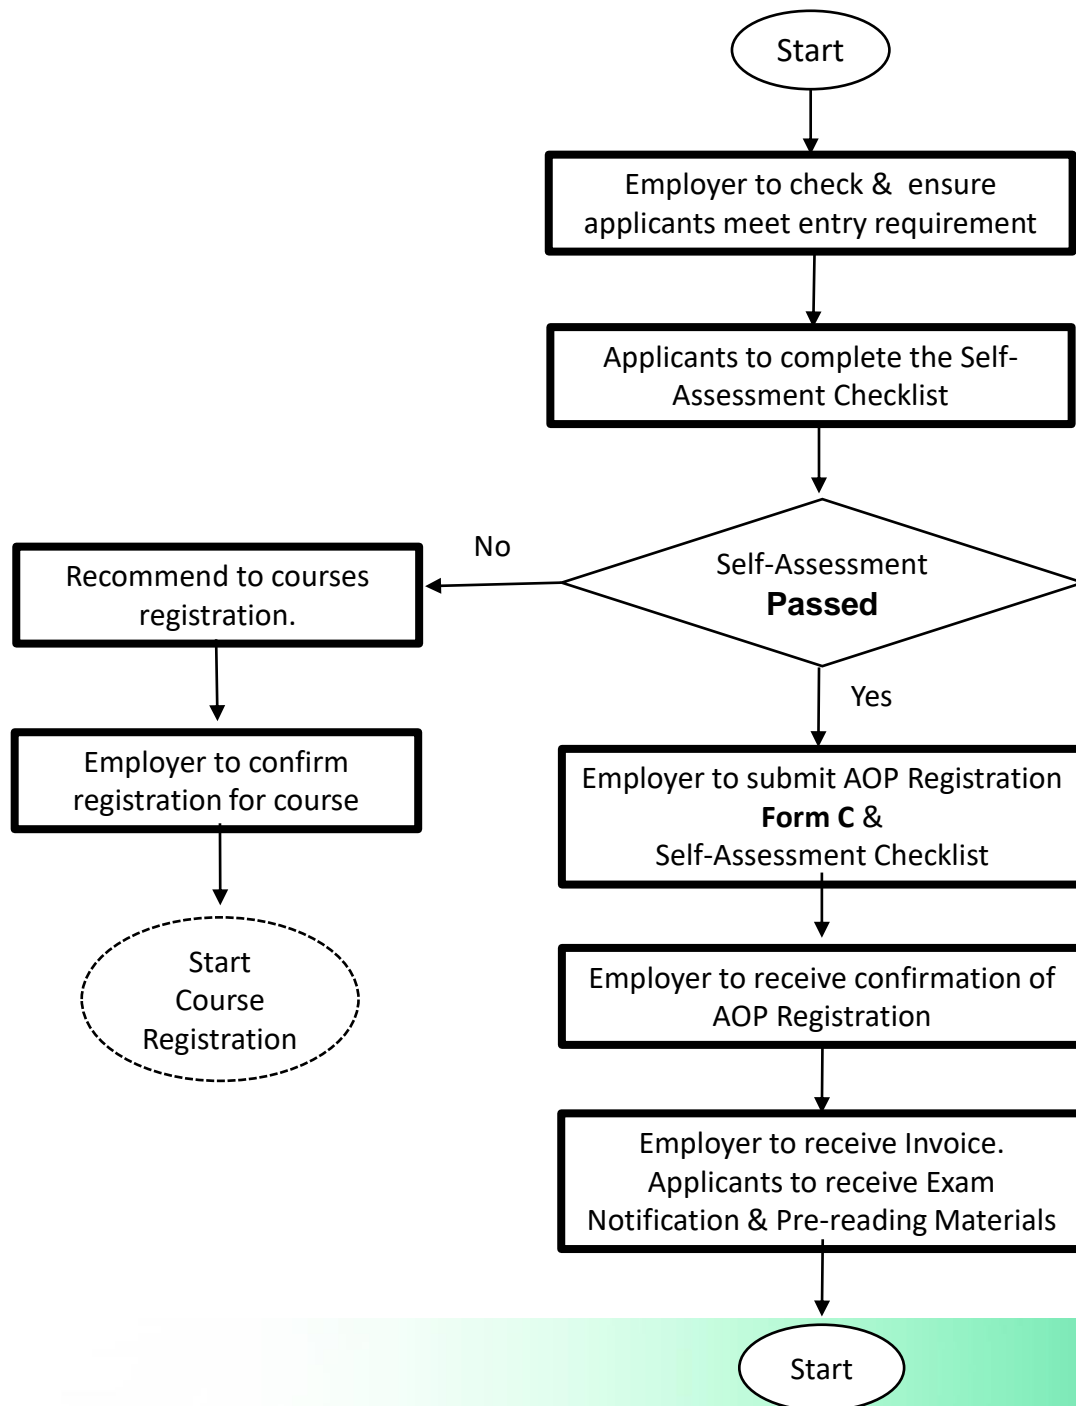 Start
Employer to check & ensure
applicants meet entry requirement
Applicants to complete the Self-
Assessment Checklist
Self-Assessment
Passed
No
Yes
Recommend to courses
registration.
Employer to confirm
registration for course
Start
Course
Registration
Employer to submit AOP Registration
Form C &
Self-Assessment Checklist
Employer to receive confirmation of
AOP Registration
Employer to receive Invoice.
Applicants to receive Exam
Notification & Pre-reading Materials
Start